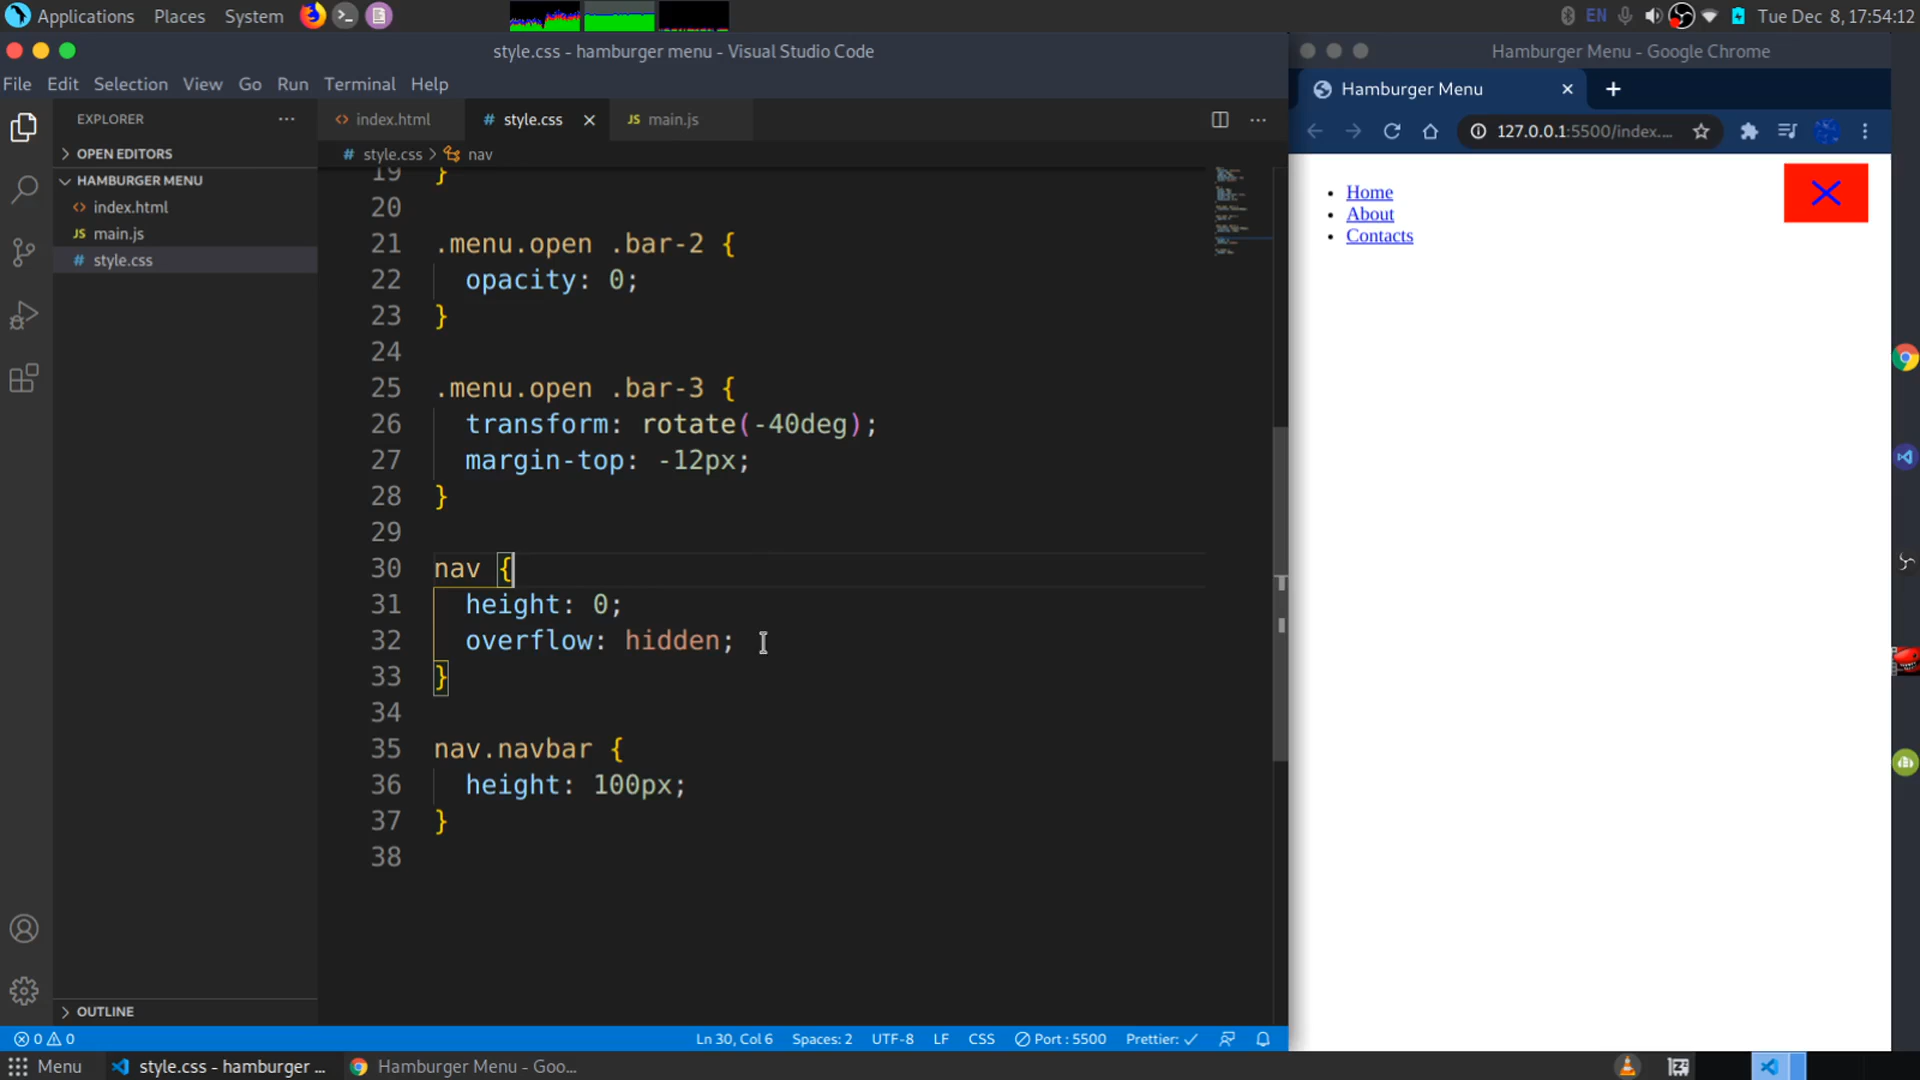 Applications Places System
EN Tue Dec 8, 17:54:12
style.css - hamburger menu - Visual Studio Code
File Edit Selection View Go Run Terminal Help
EXPLORER
OPEN EDITORS
HAMBURGER MENU
index.html
main.js
style.css
OUTLINE
index.html style.css main.js
style.css > nav
19 }
20
21 .menu.open .bar-2 {
22 opacity: 0;
23 }
24
25 .menu.open .bar-3 {
26 transform: rotate(-40deg);
27 margin-top: -12px;
28 }
29
30 nav {
31 height: 0;
32 overflow: hidden;
33 }
34
35 nav.navbar {
36 height: 100px;
37 }
38
0 0 Ln 30, Col 6 Spaces: 2 UTF-8 LF CSS Port : 5500 Prettier: ✓
Hamburger Menu - Google Chrome
Hamburger Menu
127.0.0.1:5500/index....
Home
About
Contacts
Menu style.css - hamburger ... Hamburger Menu - Goo...